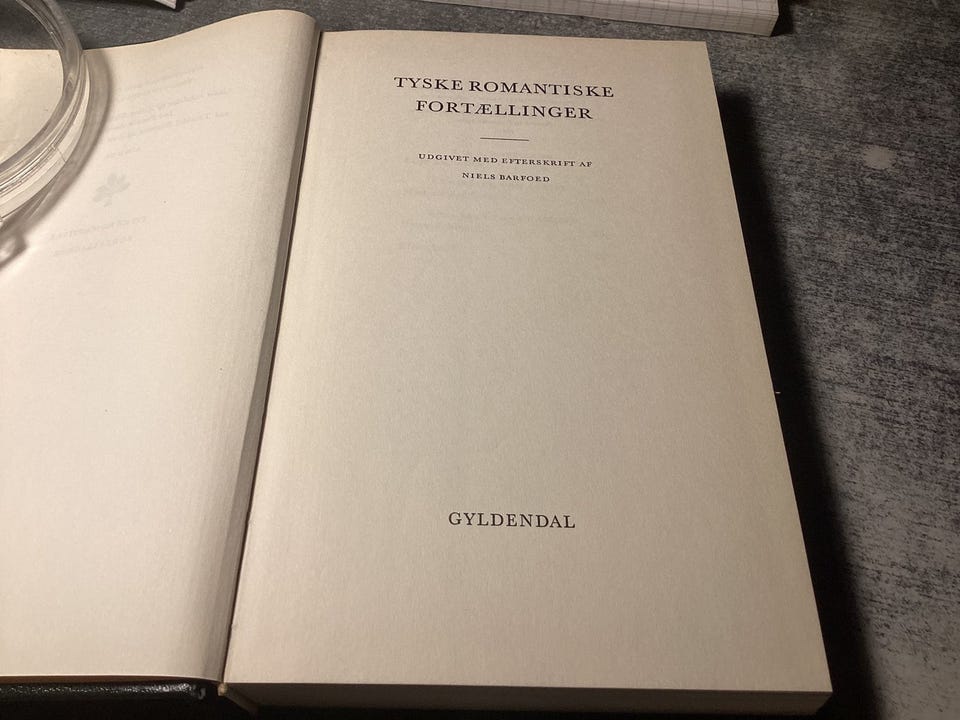 TYSKE ROMANTISKE
FORTÆLLINGER
UDGIVET MED EFTERSKRIFT AF
NIELS BARFOED
GYLDENDAL